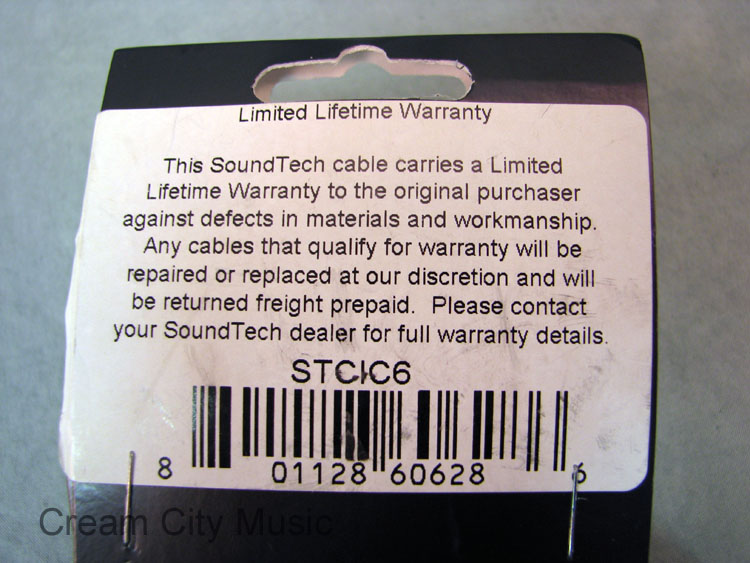 Limited Lifetime Warranty
This SoundTech cable carries a Limited
Lifetime Warranty to the original purchaser
against defects in materials and workmanship.
Any cables that qualify for warranty will be
repaired or replaced at our discretion and will
be returned freight prepaid. Please contact
your SoundTech dealer for full warranty details.
STCIC6
8 01128 60628 6
Cream City Music